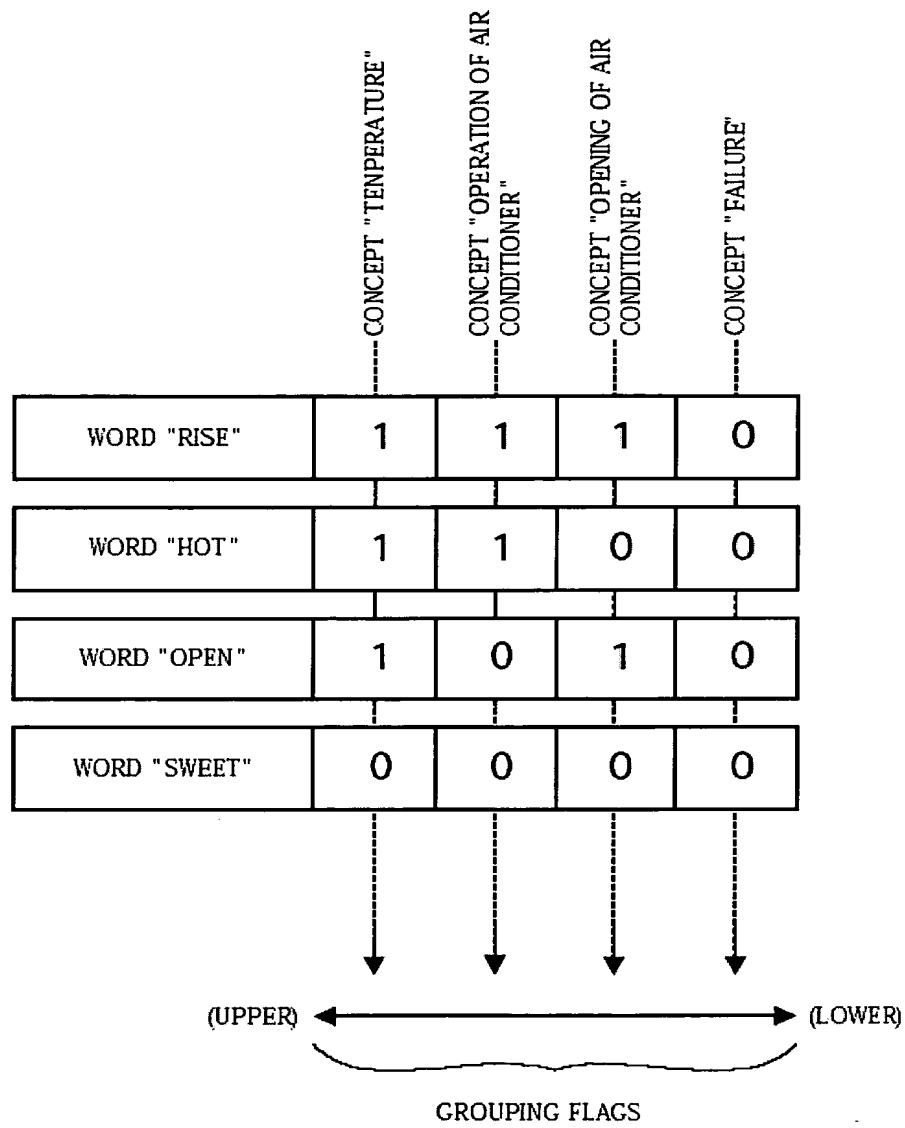 CONCEPT "TENPERATURE"
CONCEPT "OPERATION OF AIR
CONDITIONER"
CONCEPT "OPENING OF AIR
CONDITIONER"
CONCEPT "FAILURE"
WORD "RISE" 1 1 1 0
WORD "HOT" 1 1 0 0
WORD "OPEN" 1 0 1 0
WORD "SWEET" 0 0 0 0
(UPPER) (LOWER)
GROUPING FLAGS